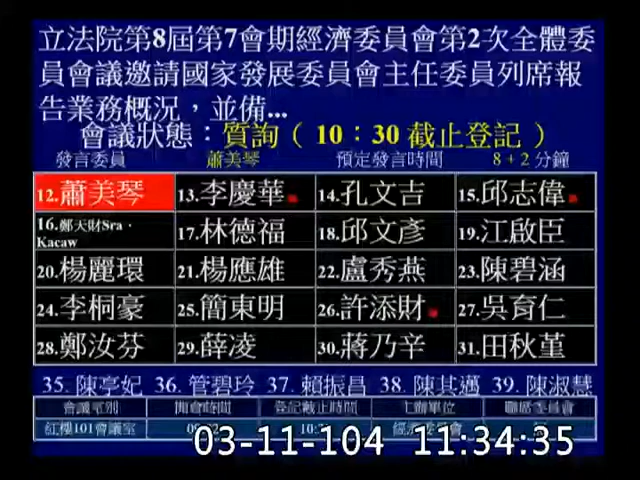 立法院第8屆第7會期經濟委員會第2次全體委
員會議邀請國家發展委員會主任委員列席報
告業務概況，並備...
會議狀態：質詢（10：30截止登記）
發言委員 蕭美琴 預定發言時間 8+2 分鐘
12.蕭美琴 13.李慶華 14.孔文吉 15.邱志偉
16.鄭天財Sra．Kacaw 17.林德福 18.邱文彥 19.江啟臣
20.楊麗環 21.楊應雄 22.盧秀燕 23.陳碧涵
24.李桐豪 25.簡東明 26.許添財 27.吳育仁
28.鄭汝芬 29.薛凌 30.蔣乃辛 31.田秋堇
35. 陳亭妃 36. 管碧玲 37. 賴振昌 38. 陳其邁 39. 陳淑慧
會議室別 開會時間 登記截止時間 主辦單位 聯席委員會
紅樓101會議室
03-11-104 11:34:35